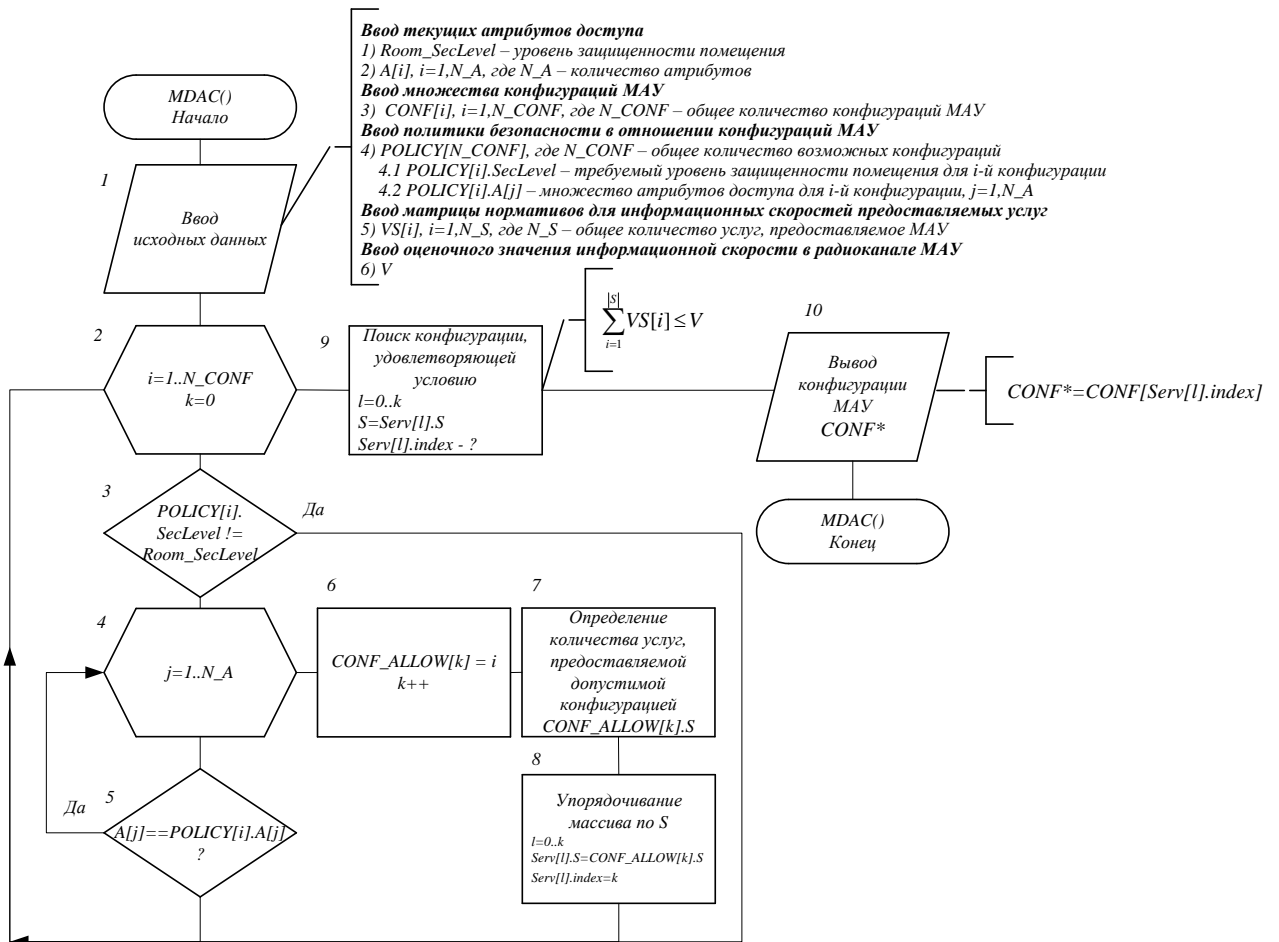 MDAC()
Начало
Ввод текущих атрибутов доступа
1) Room_SecLevel – уровень защищенности помещения
2) A[i], i=1,N_A, где N_A – количество атрибутов
Ввод множества конфигураций МАУ
3) CONF[i], i=1,N_CONF, где N_CONF – общее количество конфигураций МАУ
Ввод политики безопасности в отношении конфигураций МАУ
4) POLICY[N_CONF], где N_CONF – общее количество возможных конфигураций
4.1 POLICY[i].SecLevel – требуемый уровень защищенности помещения для i-й конфигурации
4.2 POLICY[i].A[j] – множество атрибутов доступа для i-й конфигурации, j=1,N_A
Ввод матрицы нормативов для информационных скоростей предоставляемых услуг
5) VS[i], i=1,N_S, где N_S – общее количество услуг, предоставляемое МАУ
Ввод оценочного значения информационной скорости в радиоканале МАУ
6) V
1
Ввод
исходных данных
2
i=1..N_CONF
k=0
9
Поиск конфигурации,
удовлетворяющей
условию
l=0..k
S=Serv[l].S
Serv[l].index - ?
|S|
∑VS[i] ≤ V
i=1
10
Вывод
конфигурации
МАУ
CONF*
CONF*=CONF[Serv[l].index]
MDAC()
Конец
3
POLICY[i].
SecLevel !=
Room_SecLevel
Да
4
j=1..N_A
6
CONF_ALLOW[k] = i
k++
7
Определение
количества услуг,
предоставляемой
допустимой
конфигурацией
CONF_ALLOW[k].S
5
Да
A[j]==POLICY[i].A[j]
?
8
Упорядочивание
массива по S
l=0..k
Serv[l].S=CONF_ALLOW[k].S
Serv[l].index=k